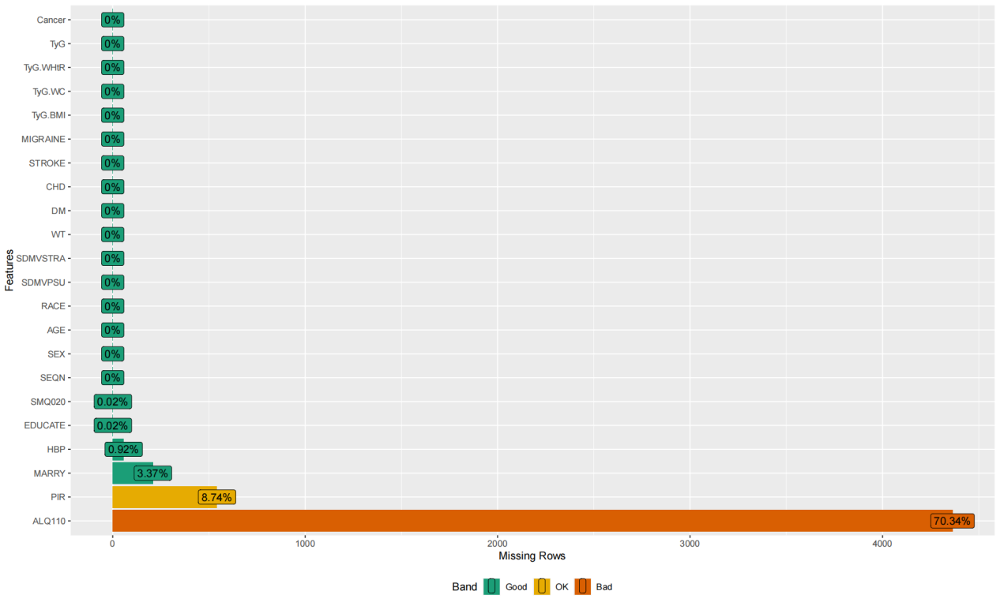 Cancer 0%
TyG 0%
TyG.WHtR 0%
TyG.WC 0%
TyG.BMI 0%
MIGRAINE 0%
STROKE 0%
CHD 0%
DM 0%
WT 0%
SDMVSTRA 0%
SDMVPSU 0%
RACE 0%
AGE 0%
SEX 0%
SEQN 0%
SMQ020 0.02%
EDUCATE 0.02%
HBP 0.92%
MARRY 3.37%
PIR 8.74%
ALQ110 70.34%
Features
0 1000 2000 3000 4000
Missing Rows
Band Good OK Bad